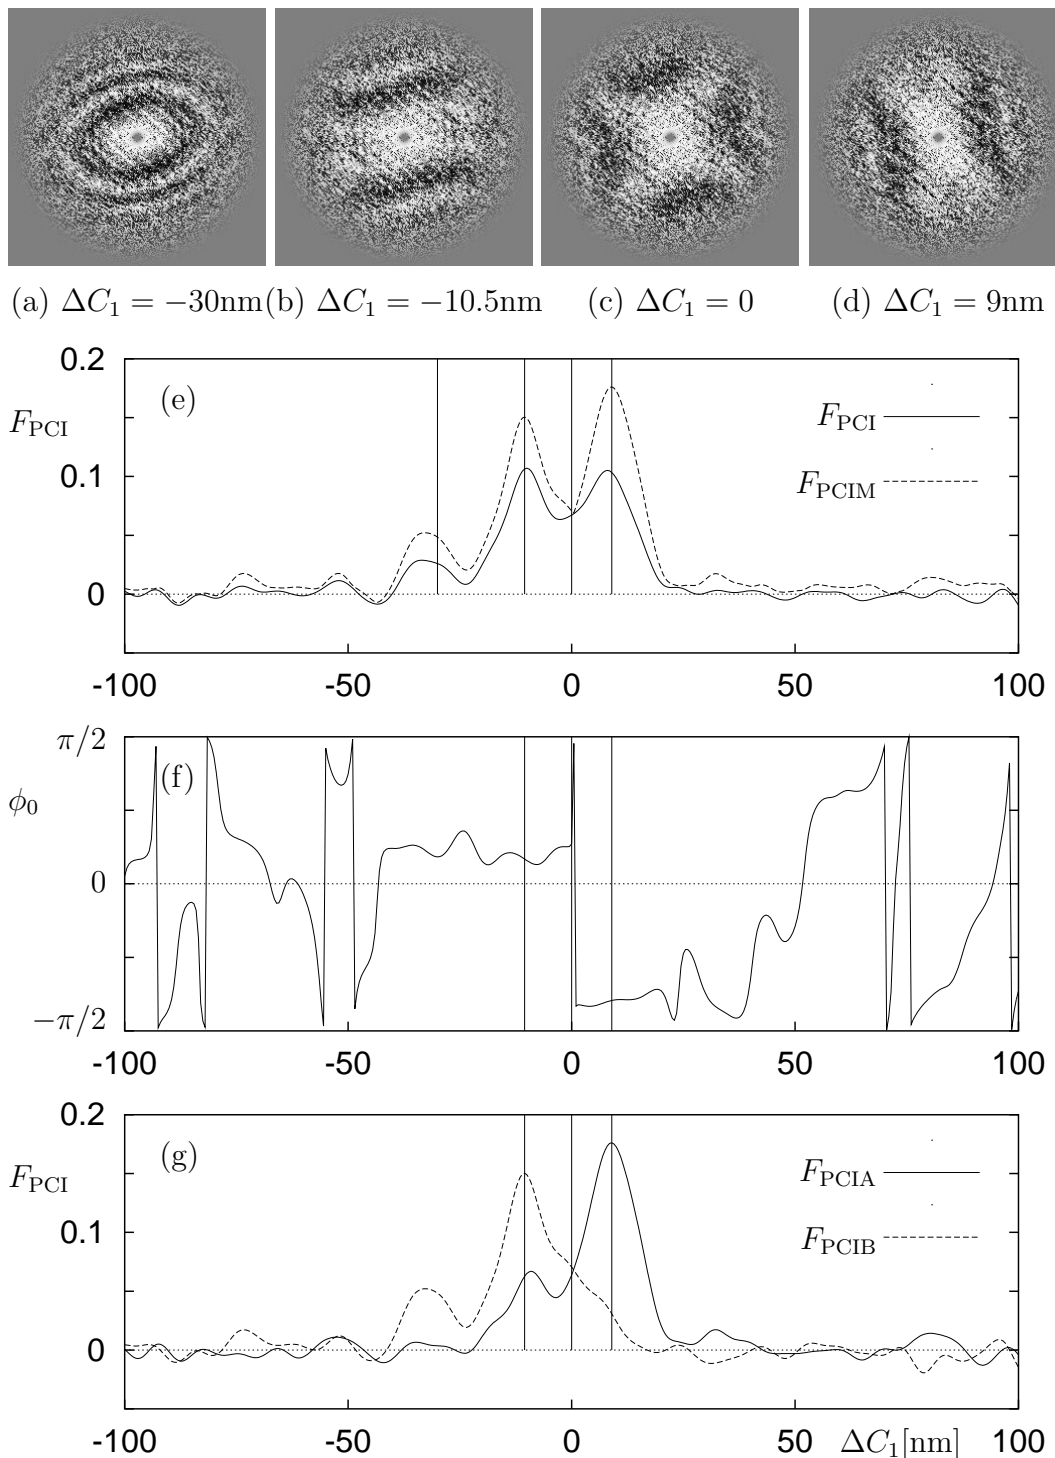 (a) ΔC₁ = −30nm (b) ΔC₁ = −10.5nm (c) ΔC₁ = 0 (d) ΔC₁ = 9nm
0.2
(e)
F_PCI
F_PCI
0.1
F_PCIM
0
-100 -50 0 50 100
π/2
(f)
ϕ₀
0
−π/2
-100 -50 0 50 100
0.2
(g)
F_PCI
F_PCIA
0.1
F_PCIB
0
-100 -50 0 50 ΔC₁[nm] 100